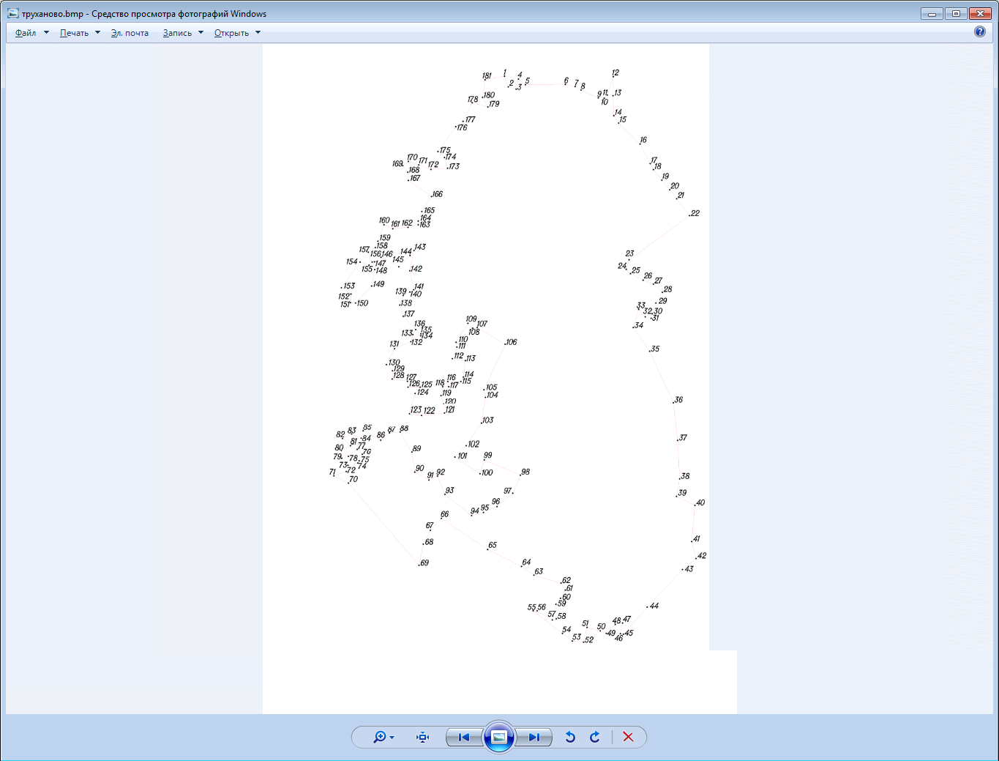 труханово.bmp - Средство просмотра фотографий Windows
Файл Печать Эл. почта Запись Открыть
1
181 4 12
2 3 5 6 7 8
180 9 11 13
178 179 10
14
177 15
176
16
175
170 174 17
169 171 172 173 18
168
167 19
20
166 21
165 22
164
160 161 162 163
159
158 143
157 144 23
156 146 145
154 147 24
155 148 142 25
26
153 149 141 27
139 140 28
152
151 150 138 29
33
137 32 30
109 31
136 107 34
133 135 108
134
131 132 110 106
111 35
112 113
130
129
128 127 116 114
126 125 118 117 115 105
124 119 104
120 36
123 122 121
103
83 85 87 88
82 86
81 84 102 37
80 77 89
76 101 99
79 78 75
73 74 90
71 72 91 92 100 98
70 38
93 97 39
96 40
94 95
66
67
68 65 41
42
69 64 43
63
62
61
60
59 44
55 56
57 58
51 48 47
54 50 49 45
53 52 46